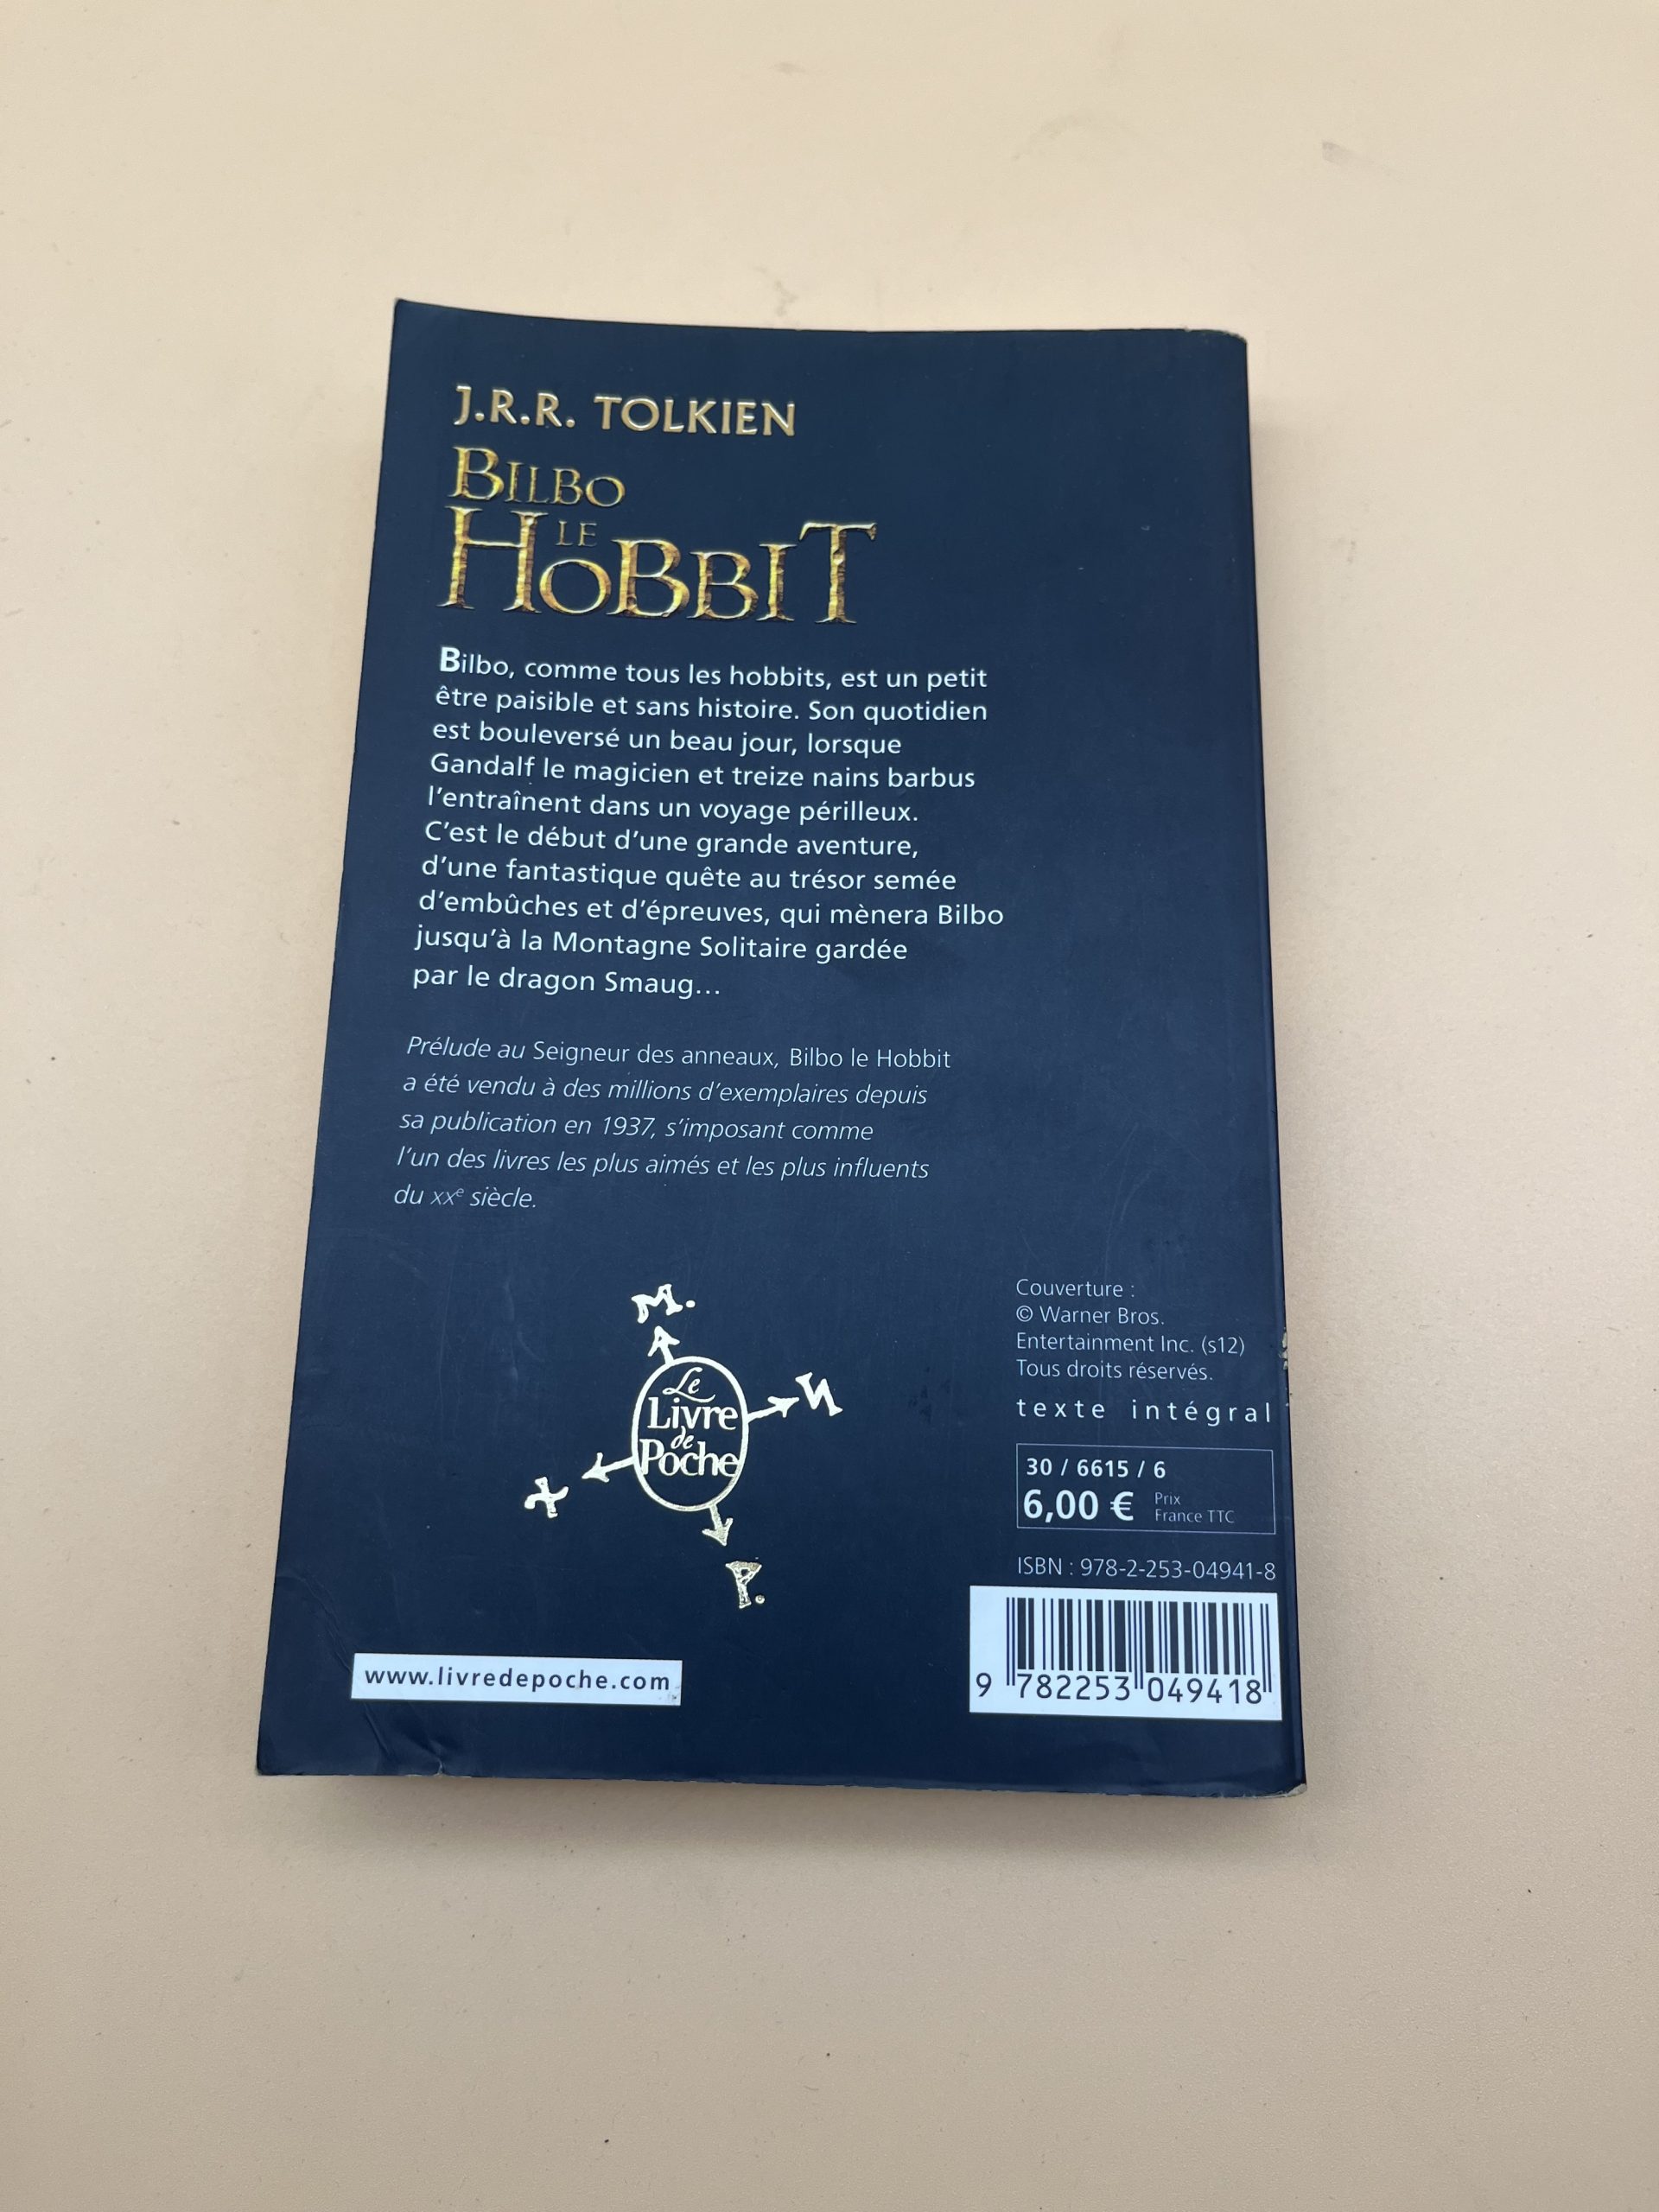 J.R.R. TOLKIEN
BILBO
LE
HOBBIT
Bilbo, comme tous les hobbits, est un petit
être paisible et sans histoire. Son quotidien
est bouleversé un beau jour, lorsque
Gandalf le magicien et treize nains barbus
l'entraînent dans un voyage périlleux.
C'est le début d'une grande aventure,
d'une fantastique quête au trésor semée
d'embûches et d'épreuves, qui mènera Bilbo
jusqu'à la Montagne Solitaire gardée
par le dragon Smaug...
Prélude au Seigneur des anneaux, Bilbo le Hobbit
a été vendu à des millions d'exemplaires depuis
sa publication en 1937, s'imposant comme
l'un des livres les plus aimés et les plus influents
du XXe siècle.
M.
Le
Livre
de
Poche
P.
www.livredepoche.com
Couverture :
© Warner Bros.
Entertainment Inc. (s12)
Tous droits réservés.
texte intégral
30 / 6615 / 6
6,00 € Prix
France TTC
ISBN : 978-2-253-04941-8
9 782253 049418